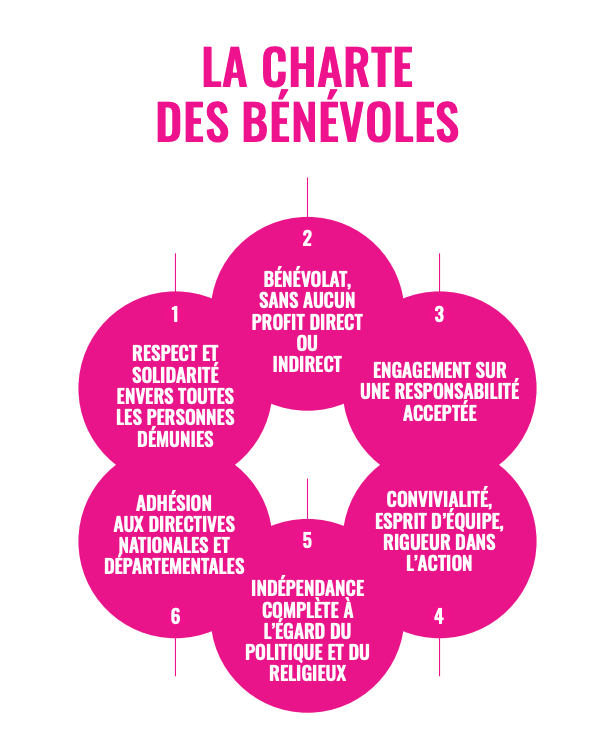 LA CHARTE
DES BÉNÉVOLES
1
RESPECT ET
SOLIDARITÉ
ENVERS TOUTES
LES PERSONNES
DÉMUNIES
2
BÉNÉVOLAT,
SANS AUCUN
PROFIT DIRECT
OU
INDIRECT
3
ENGAGEMENT SUR
UNE RESPONSABILITÉ
ACCEPTÉE
CONVIVIALITÉ,
ESPRIT D’ÉQUIPE,
RIGUEUR DANS
L’ACTION
4
5
INDÉPENDANCE
COMPLÈTE À
L’ÉGARD DU
POLITIQUE ET DU
RELIGIEUX
ADHÉSION
AUX DIRECTIVES
NATIONALES ET
DÉPARTEMENTALES
6